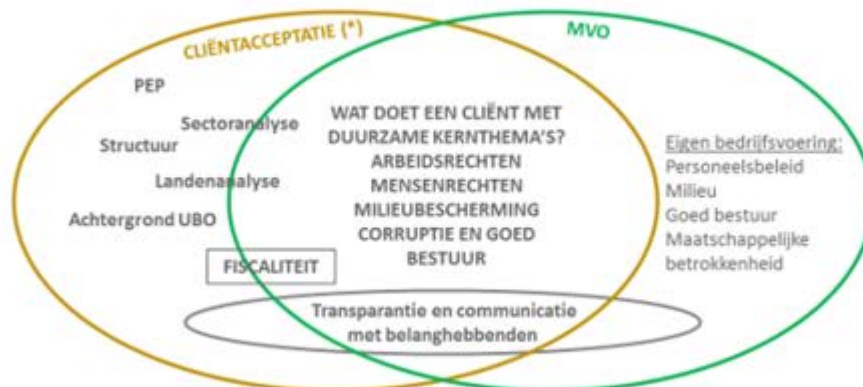 CLIËNTACCEPTATIE (*)
MVO
PEP
Sectoranalyse
Structuur
Landenanalyse
Achtergrond UBO
FISCALITEIT
WAT DOET EEN CLIËNT MET
DUURZAME KERNTHEMA'S?
ARBEIDSRECHTEN
MENSENRECHTEN
MILIEUBESCHERMING
CORRUPTIE EN GOED
BESTUUR
Eigen bedrijfsvoering:
Personeelsbeleid
Milieu
Goed bestuur
Maatschappelijke
betrokkenheid
Transparantie en communicatie
met belanghebbenden